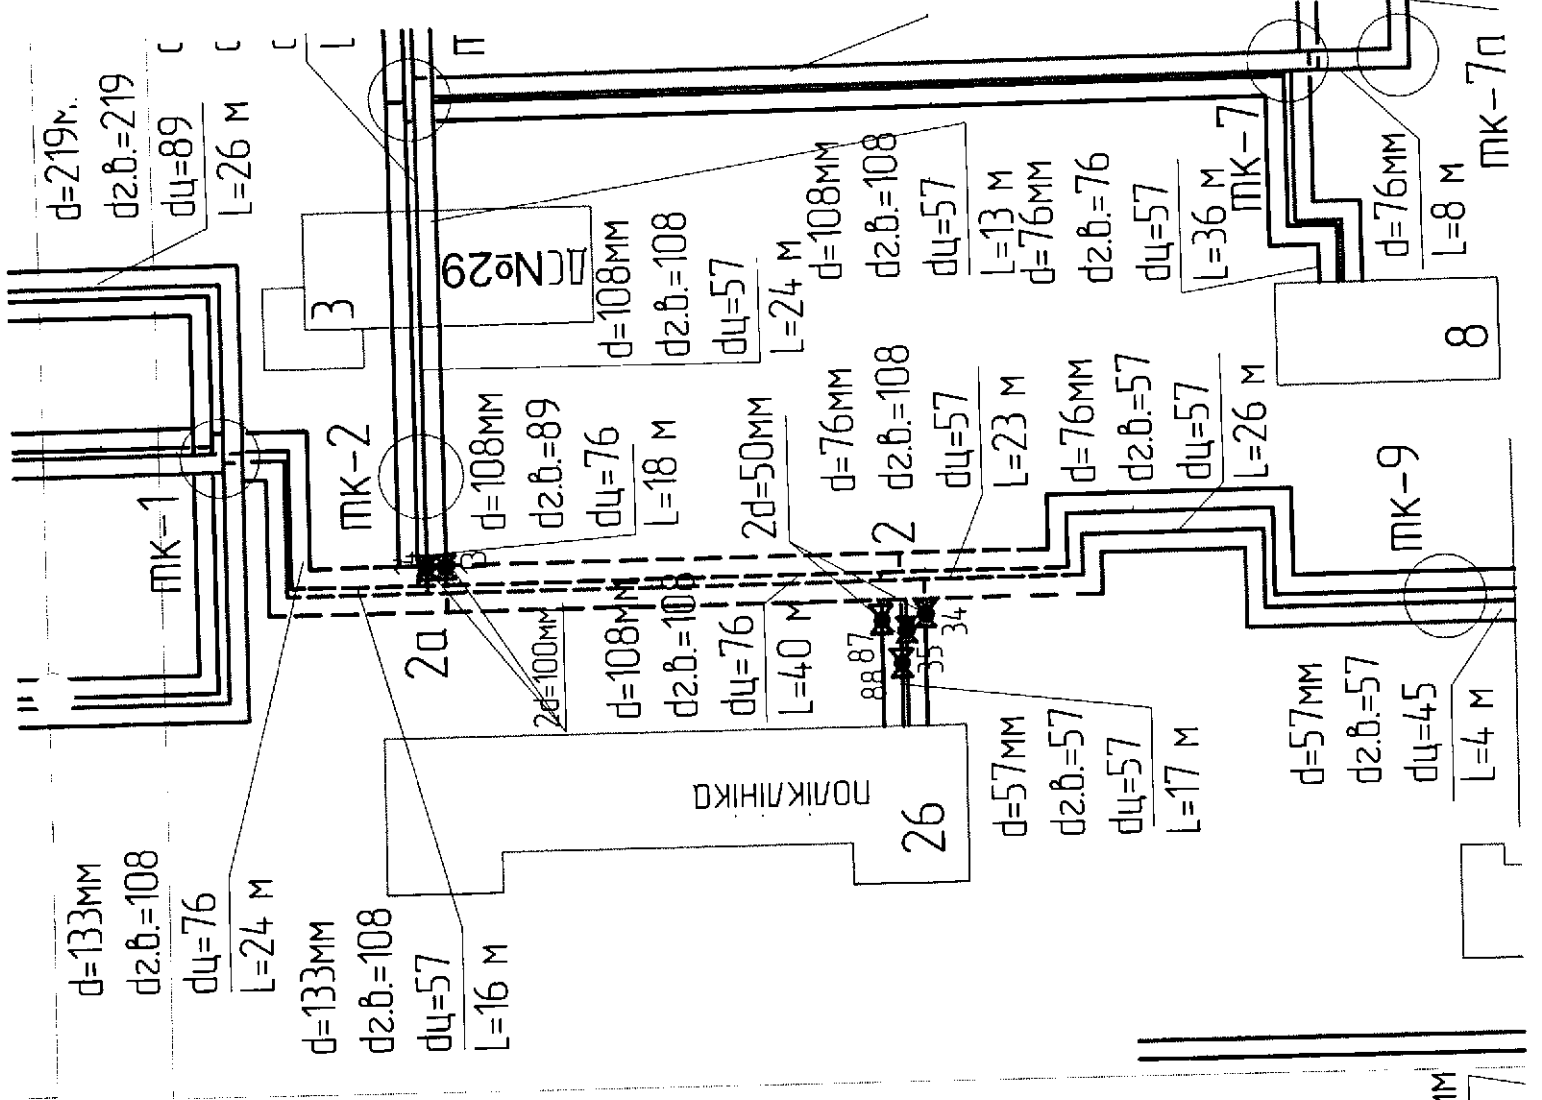 d=219м.
dг.в.=219
dц=89
L=26 м
тк-1
3
ДС№29
тк-2
d=108мм
dг.в.=89
dц=76
L=18 м
d=108мм
dг.в.=108
dц=57
L=24 м
d=108мм
dг.в.=108
dц=57
L=13 м
d=76мм
dг.в.=76
dц=57
L=36 м
тк-7
d=76мм
L=8 м
тк-7п
8
2d=50мм
d=76мм
dг.в.=108
dц=57
L=23 м
d=76мм
dг.в.=57
dц=57
L=26 м
тк-9
2а
2
2d=100мм
d=108мм
dг.в.=108
dц=76
L=40 м
88
87
35
34
поліклініка
26
d=57мм
dг.в.=57
dц=57
L=17 м
d=57мм
dг.в.=57
dц=45
L=4 м
d=133мм
dг.в.=108
dц=76
L=24 м
d=133мм
dг.в.=108
dц=57
L=16 м
мм